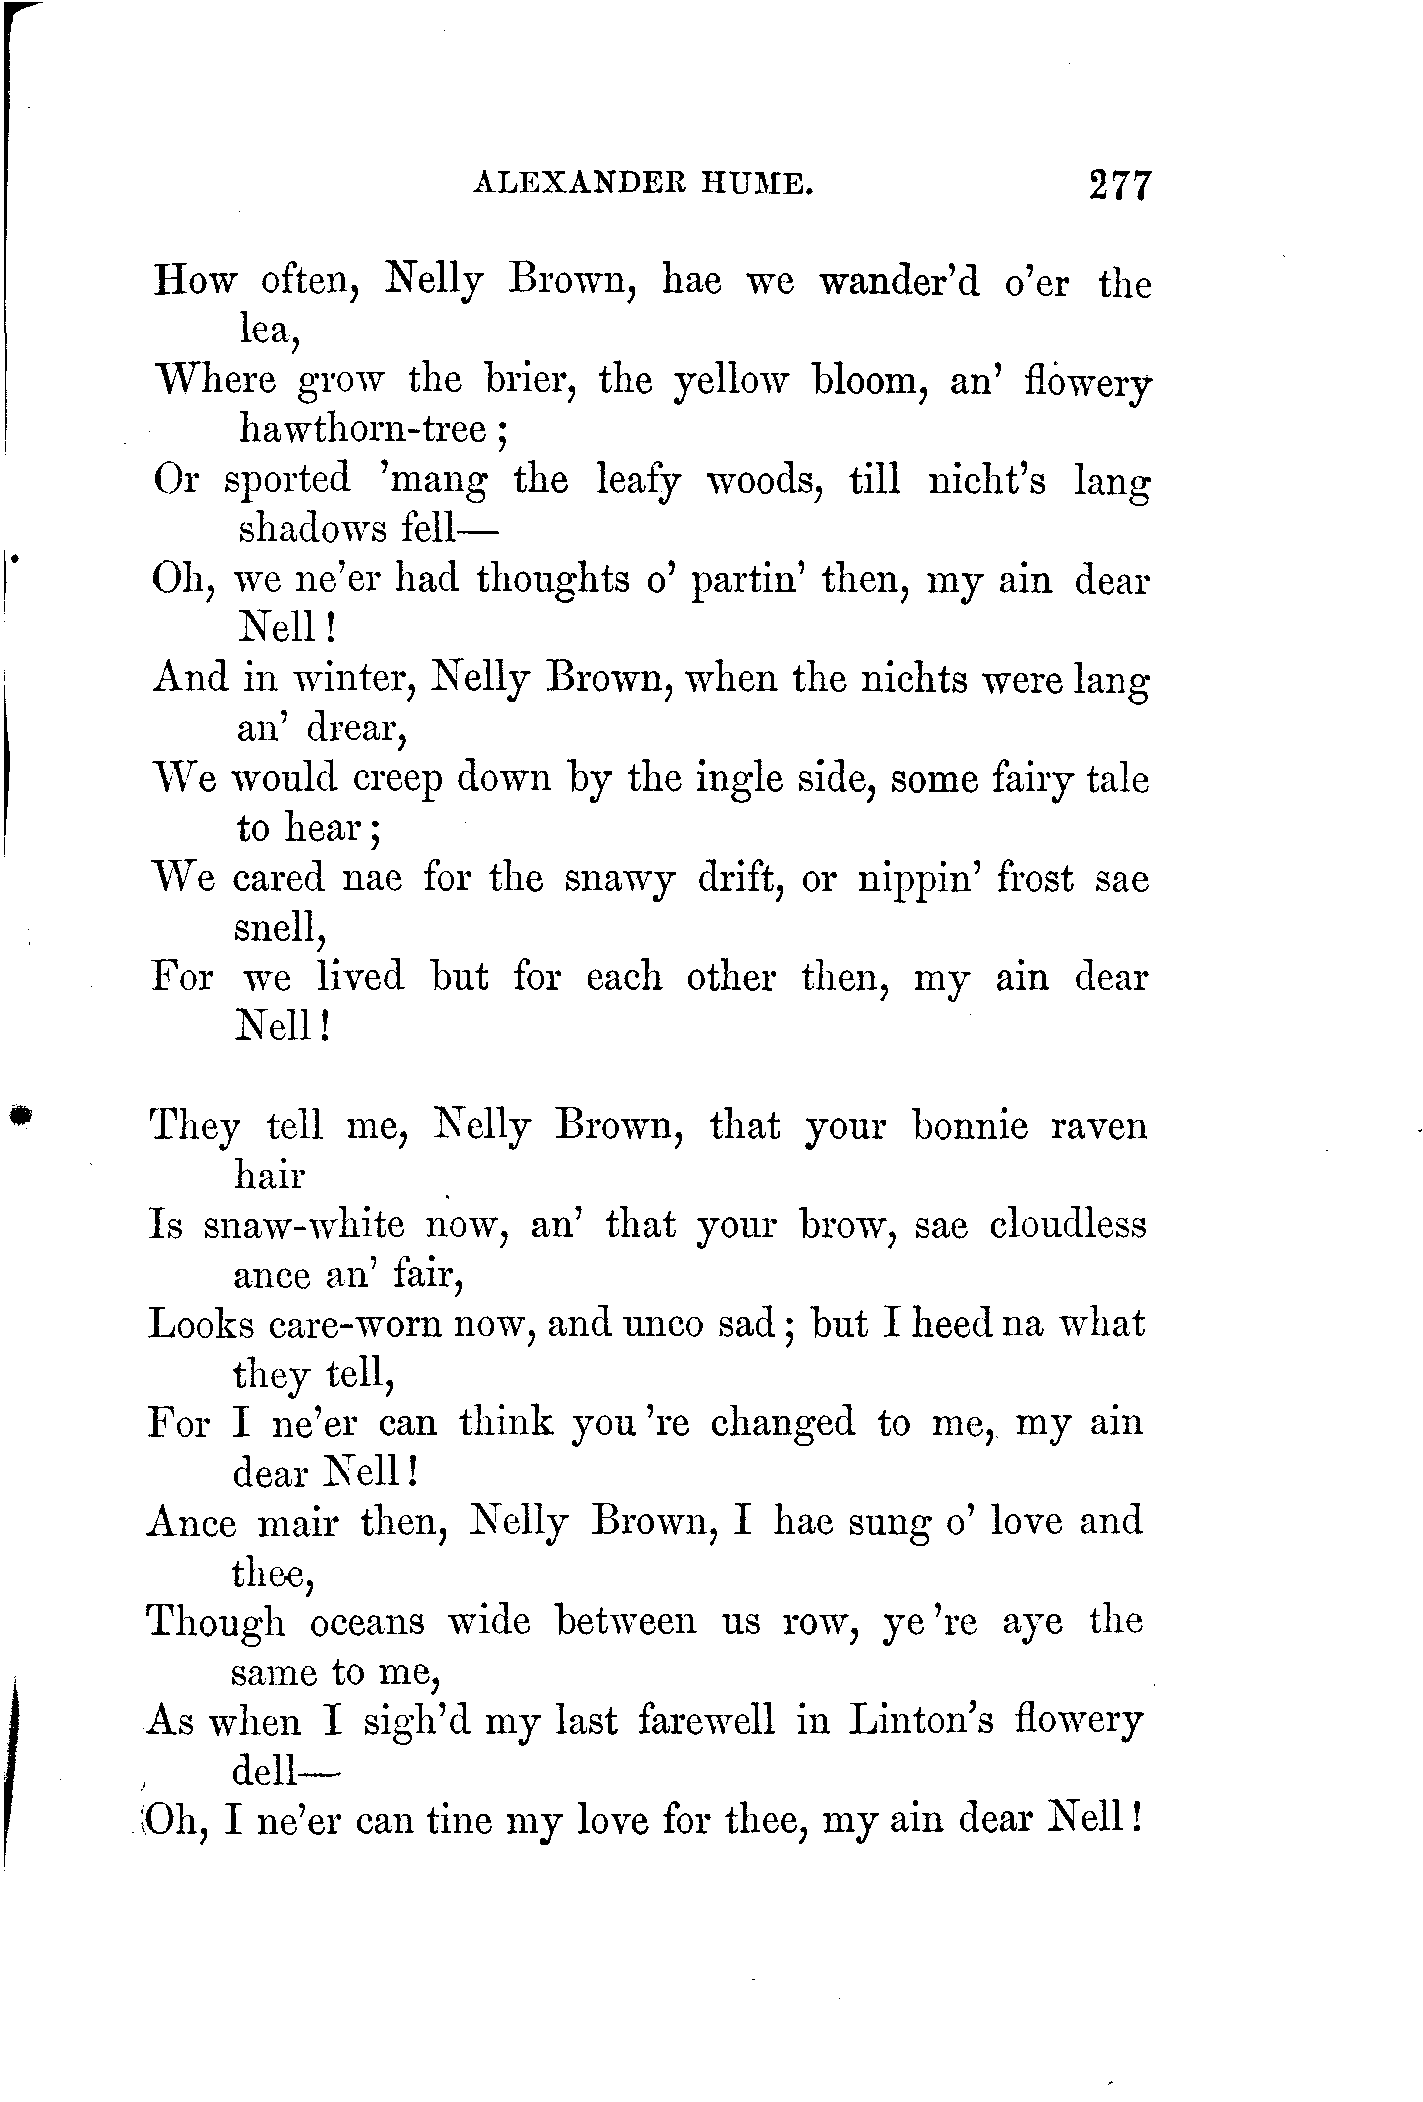 ALEXANDER HUME. 277
How often, Nelly Brown, hae we wander'd o'er the
lea,
Where grow the brier, the yellow bloom, an' flowery
hawthorn-tree ;
Or sported 'mang the leafy woods, till nicht's lang
shadows fell—
Oh, we ne'er had thoughts o' partin' then, my ain dear
Nell !
And in winter, Nelly Brown, when the nichts were lang
an' drear,
We would creep down by the ingle side, some fairy tale
to hear ;
We cared nae for the snawy drift, or nippin' frost sae
snell,
For we lived but for each other then, my ain dear
Nell !
They tell me, Nelly Brown, that your bonnie raven
hair
Is snaw-white now, an' that your brow, sae cloudless
ance an' fair,
Looks care-worn now, and unco sad ; but I heed na what
they tell,
For I ne'er can think you 're changed to me, my ain
dear Nell !
Ance mair then, Nelly Brown, I hae sung o' love and
thee,
Though oceans wide between us row, ye 're aye the
same to me,
As when I sigh'd my last farewell in Linton's flowery
dell—
Oh, I ne'er can tine my love for thee, my ain dear Nell !